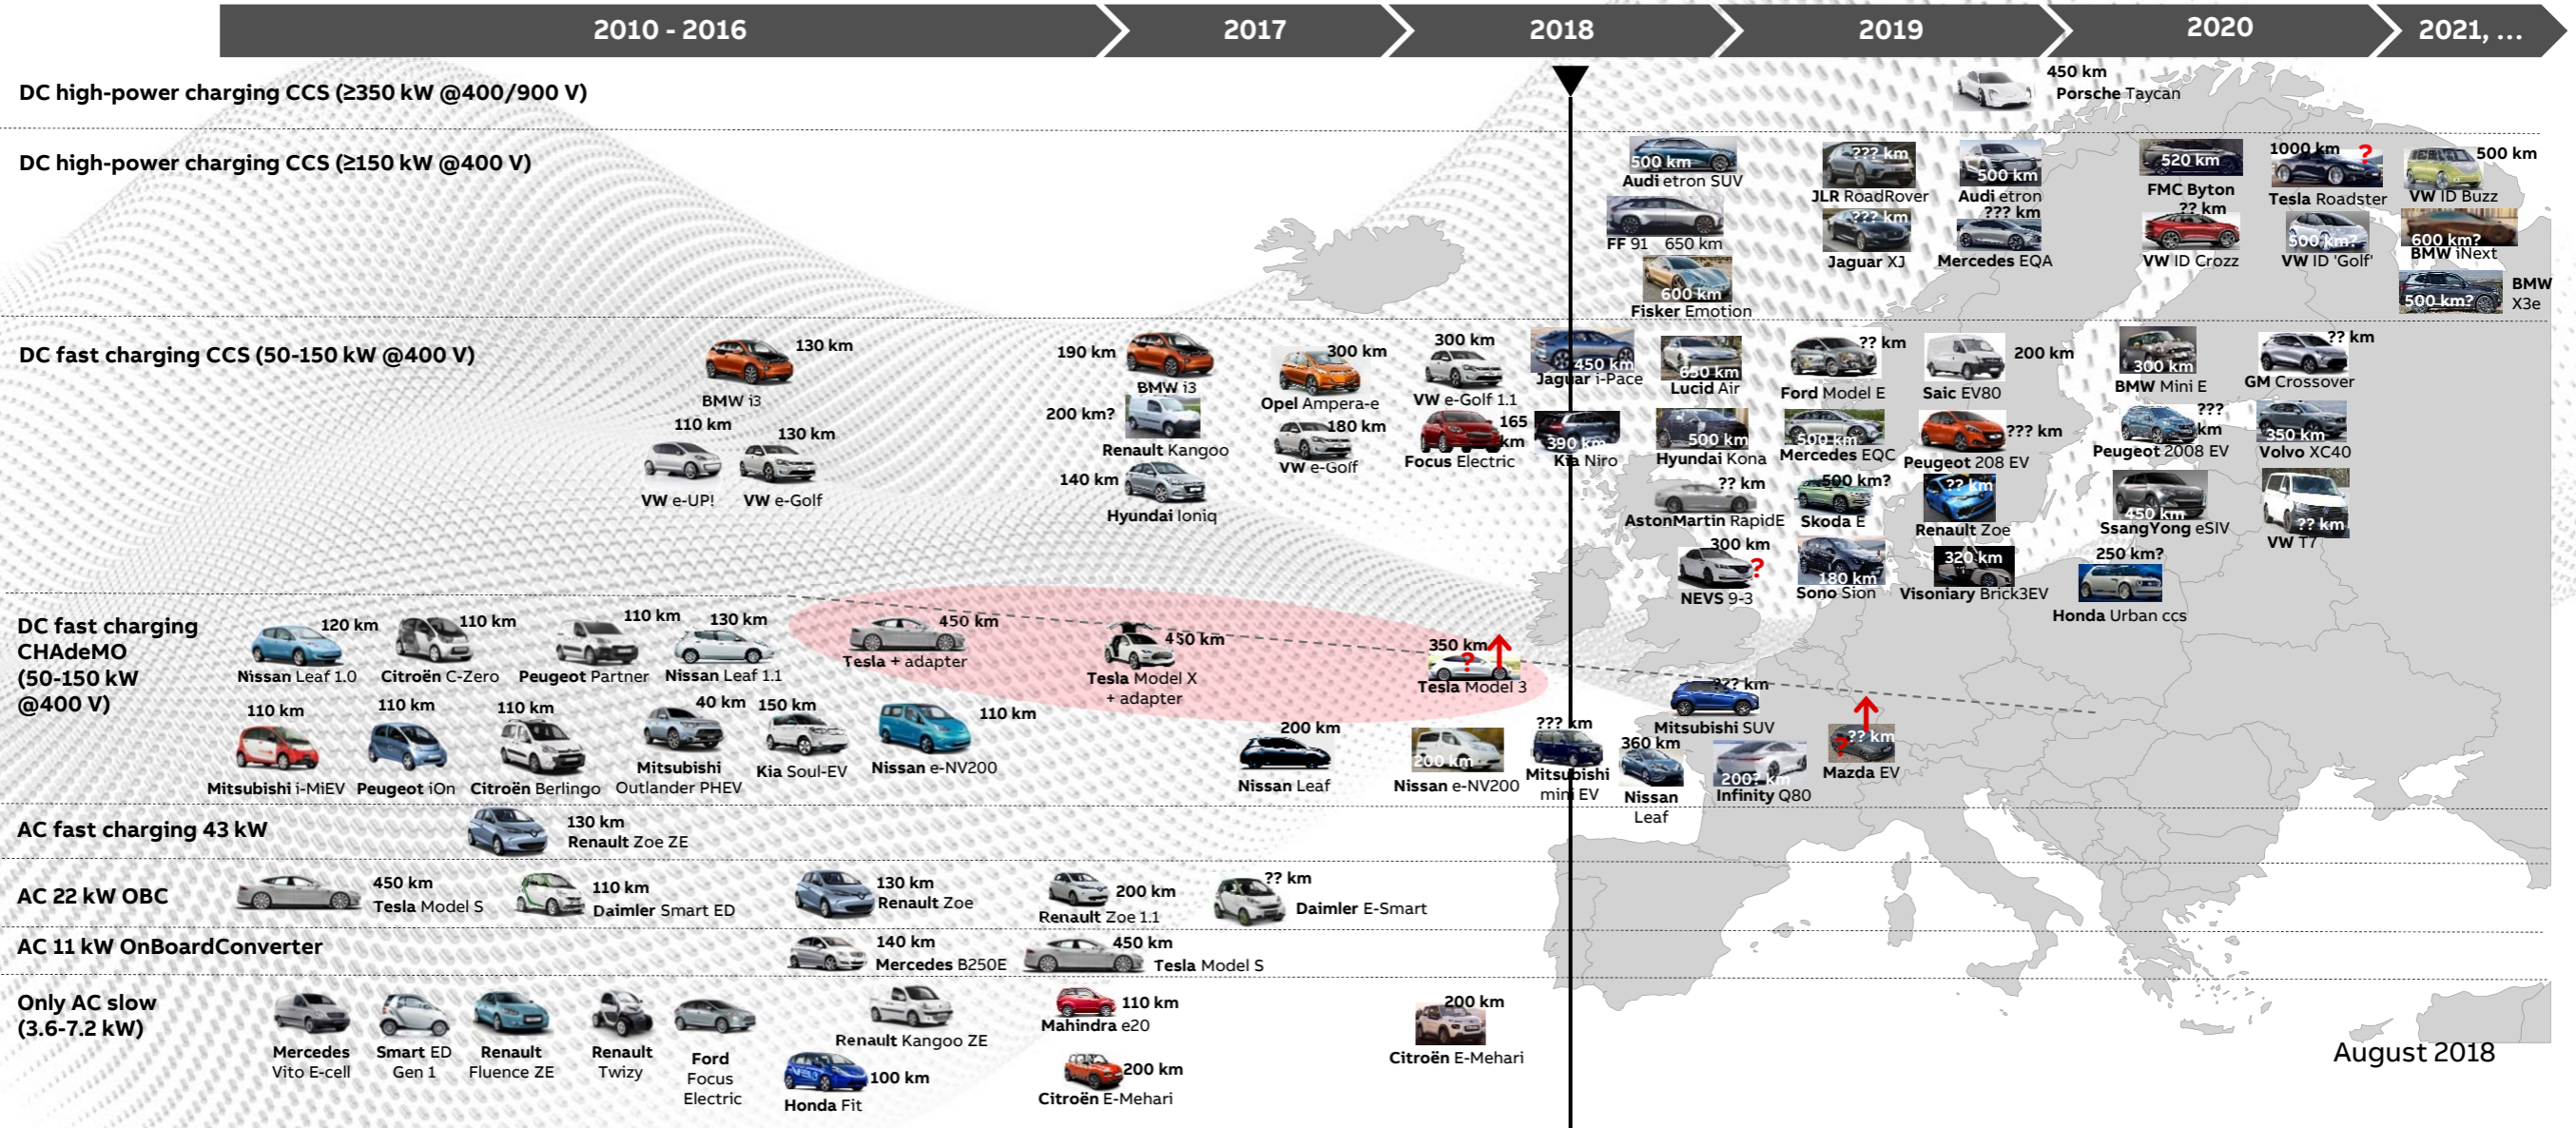 2010 - 2016
2017
2018
2019
2020
2021, ...
DC high-power charging CCS (≥350 kW @400/900 V)
450 km
Porsche Taycan
DC high-power charging CCS (≥150 kW @400 V)
500 km
Audi etron SUV
FF 91 650 km
600 km
Fisker Emotion
??? km
JLR RoadRover
??? km
Jaguar XJ
500 km
Audi etron
??? km
Mercedes EQA
520 km
FMC Byton
?? km
VW ID Crozz
1000 km ?
Tesla Roadster
500 km?
VW ID 'Golf'
500 km
VW ID Buzz
600 km?
BMW iNext
500 km?
BMW
X3e
DC fast charging CCS (50-150 kW @400 V)
130 km
BMW i3
110 km
VW e-UP!
130 km
VW e-Golf
190 km
BMW i3
200 km?
Renault Kangoo
140 km
Hyundai Ioniq
300 km
Opel Ampera-e
180 km
VW e-Golf
300 km
VW e-Golf 1.1
165
km
Focus Electric
450 km
Jaguar i-Pace
390 km
Kia Niro
650 km
Lucid Air
500 km
Hyundai Kona
?? km
AstonMartin RapidE
300 km
?
NEVS 9-3
?? km
Ford Model E
500 km
Mercedes EQC
500 km?
Skoda E
180 km
Sono Sion
200 km
Saic EV80
??? km
Peugeot 208 EV
?? km
Renault Zoe
320 km
Visoniary Brick3EV
300 km
BMW Mini E
???
km
Peugeot 2008 EV
450 km
SsangYong eSIV
250 km?
Honda Urban ccs
?? km
GM Crossover
350 km
Volvo XC40
?? km
VW T7
DC fast charging
CHAdeMO
(50-150 kW
@400 V)
120 km
Nissan Leaf 1.0
110 km
Citroën C-Zero
110 km
Peugeot Partner
130 km
Nissan Leaf 1.1
450 km
Tesla + adapter
450 km
Tesla Model X
+ adapter
350 km
?
Tesla Model 3
110 km
Mitsubishi i-MiEV
110 km
Peugeot iOn
110 km
Citroën Berlingo
40 km
Mitsubishi
Outlander PHEV
150 km
Kia Soul-EV
110 km
Nissan e-NV200
200 km
Nissan Leaf
200 km
Nissan e-NV200
??? km
Mitsubishi
mini EV
360 km
Nissan
Leaf
??? km
Mitsubishi SUV
200? km
Infinity Q80
?? km
?
Mazda EV
AC fast charging 43 kW
130 km
Renault Zoe ZE
AC 22 kW OBC
450 km
Tesla Model S
110 km
Daimler Smart ED
130 km
Renault Zoe
200 km
Renault Zoe 1.1
?? km
Daimler E-Smart
AC 11 kW OnBoardConverter
140 km
Mercedes B250E
450 km
Tesla Model S
Only AC slow
(3.6-7.2 kW)
Mercedes
Vito E-cell
Smart ED
Gen 1
Renault
Fluence ZE
Renault
Twizy
Ford
Focus
Electric
Renault Kangoo ZE
100 km
Honda Fit
110 km
Mahindra e20
200 km
Citroën E-Mehari
200 km
Citroën E-Mehari
August 2018